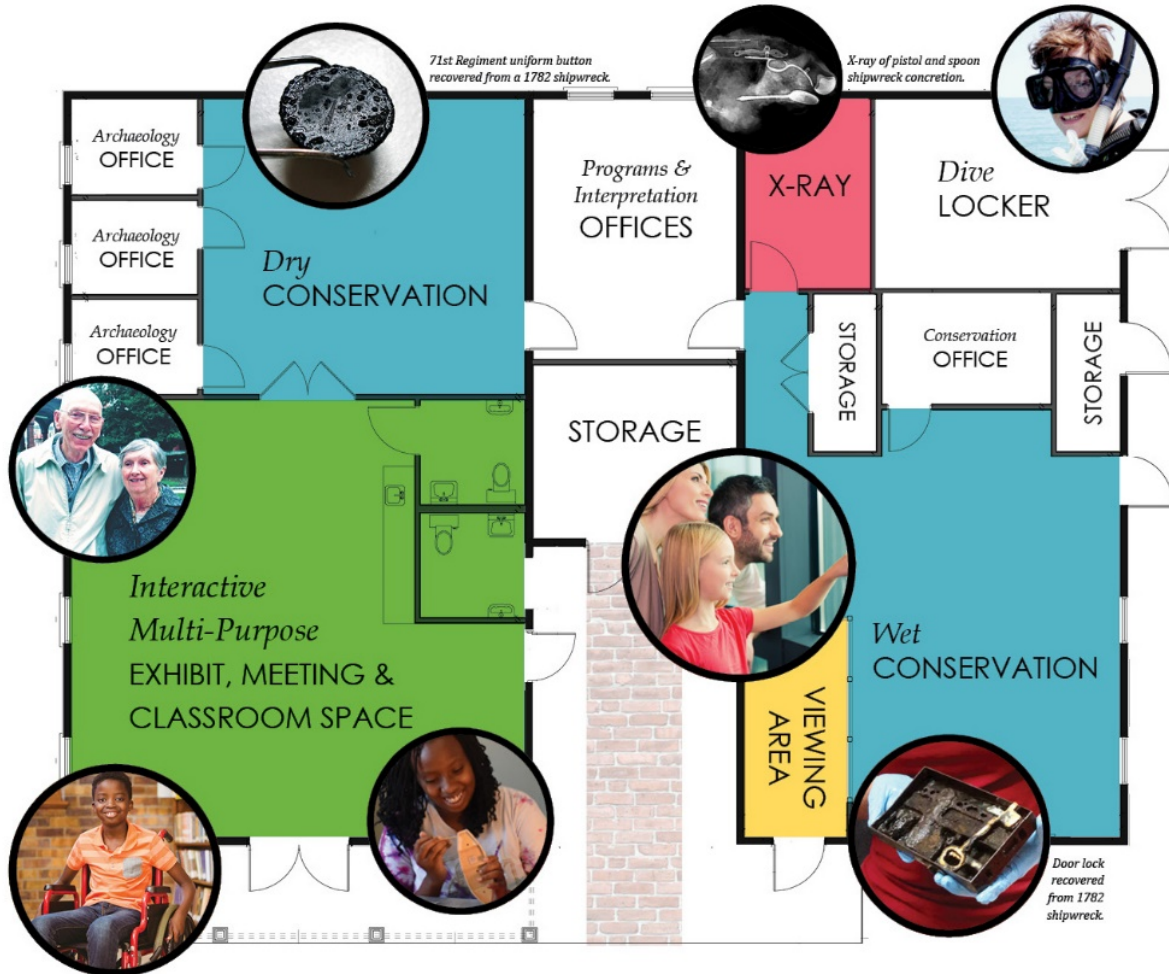 71st Regiment uniform button
recovered from a 1782 shipwreck.
X-ray of pistol and spoon
shipwreck concretion.
Archaeology
OFFICE
Archaeology
OFFICE
Archaeology
OFFICE
Dry
CONSERVATION
Programs &
Interpretation
OFFICES
X-RAY
Dive
LOCKER
STORAGE
Conservation
OFFICE
STORAGE
STORAGE
Interactive
Multi-Purpose
EXHIBIT, MEETING &
CLASSROOM SPACE
Wet
CONSERVATION
VIEWING
AREA
Door lock
recovered
from 1782
shipwreck.